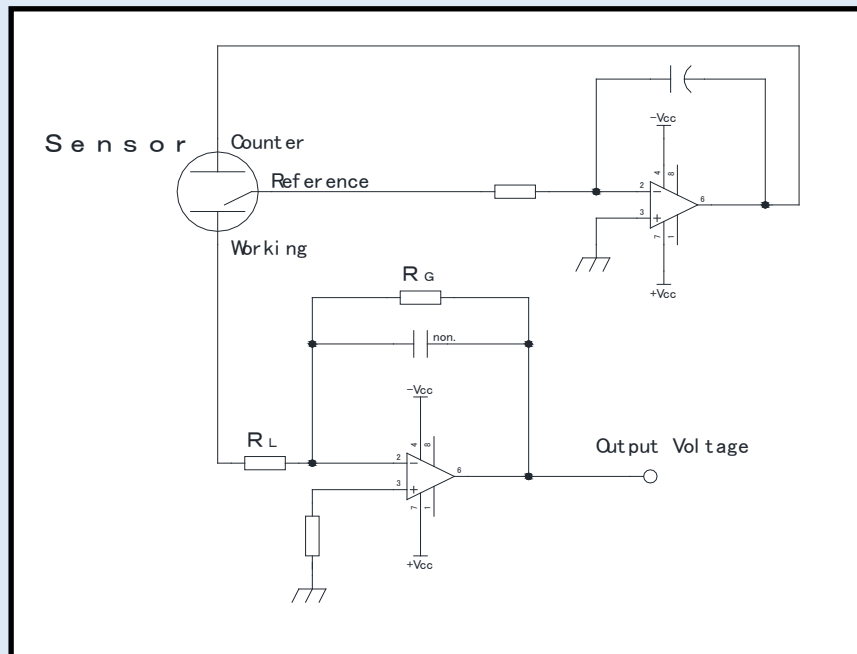 Sensor
Counter
Reference
Working
-Vcc
2
3
4
8
6
7
1
+Vcc
RG
non.
-Vcc
RL
2
3
4
8
6
7
1
+Vcc
Output Voltage